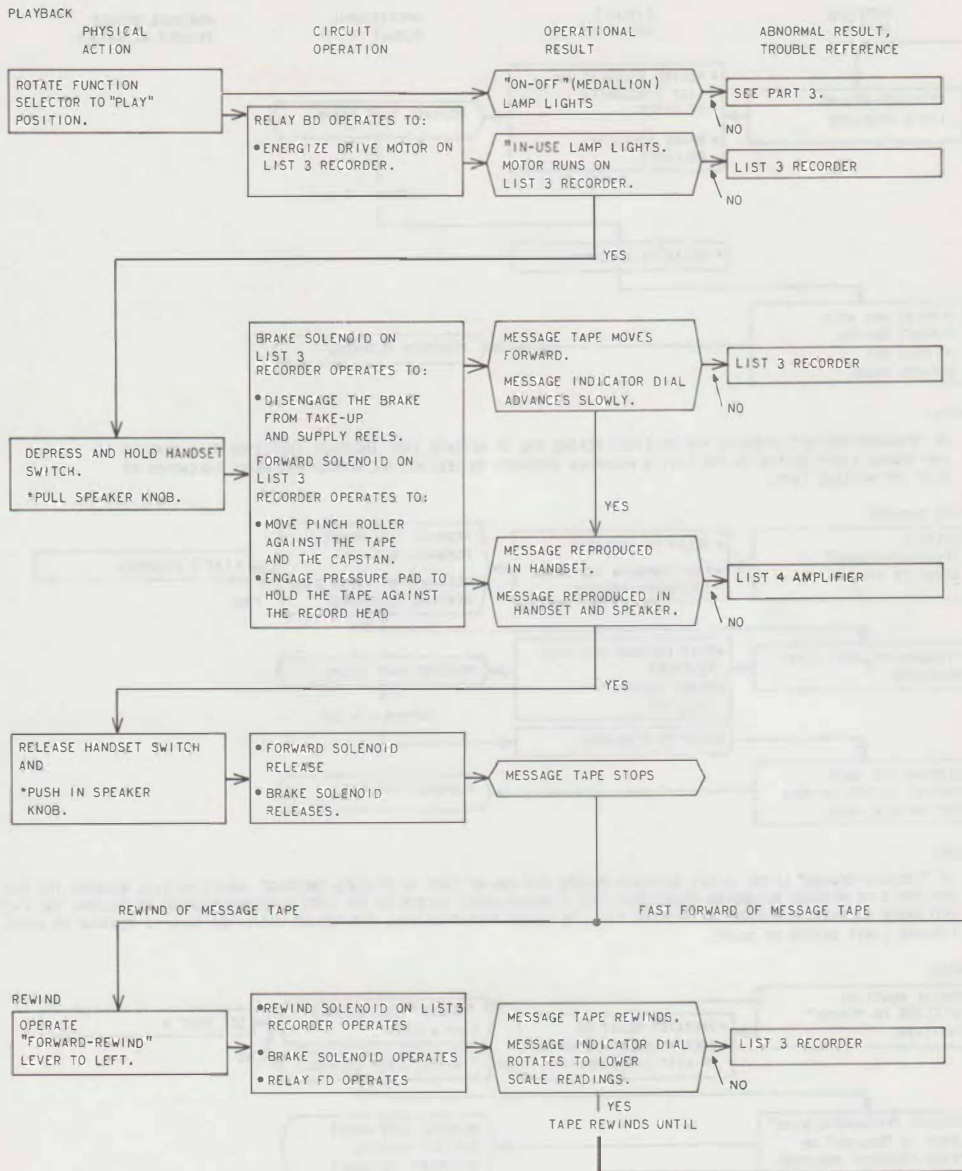 PLAYBACK
PHYSICAL
ACTION
CIRCUIT
OPERATION
OPERATIONAL
RESULT
ABNORMAL RESULT,
TROUBLE REFERENCE
ROTATE FUNCTION
SELECTOR TO "PLAY"
POSITION.
RELAY BD OPERATES TO:
•ENERGIZE DRIVE MOTOR ON
LIST 3 RECORDER.
"ON-OFF"(MEDALLION)
LAMP LIGHTS
SEE PART 3.
NO
"IN-USE LAMP LIGHTS.
MOTOR RUNS ON
LIST 3 RECORDER.
LIST 3 RECORDER
NO
YES
DEPRESS AND HOLD HANDSET
SWITCH.
*PULL SPEAKER KNOB.
BRAKE SOLENOID ON
LIST 3
RECORDER OPERATES TO:
•DISENGAGE THE BRAKE
FROM TAKE-UP
AND SUPPLY REELS.
FORWARD SOLENOID ON
LIST 3
RECORDER OPERATES TO:
•MOVE PINCH ROLLER
AGAINST THE TAPE
AND THE CAPSTAN.
•ENGAGE PRESSURE PAD TO
HOLD THE TAPE AGAINST
THE RECORD HEAD
MESSAGE TAPE MOVES
FORWARD.
MESSAGE INDICATOR DIAL
ADVANCES SLOWLY.
LIST 3 RECORDER
NO
YES
MESSAGE REPRODUCED
IN HANDSET.
MESSAGE REPRODUCED IN
HANDSET AND SPEAKER.
LIST 4 AMPLIFIER
NO
YES
RELEASE HANDSET SWITCH
AND
*PUSH IN SPEAKER
KNOB.
•FORWARD SOLENOID
RELEASE
•BRAKE SOLENOID
RELEASES.
MESSAGE TAPE STOPS
REWIND OF MESSAGE TAPE
FAST FORWARD OF MESSAGE TAPE
REWIND
OPERATE
"FORWARD-REWIND"
LEVER TO LEFT.
•REWIND SOLENOID ON LIST 3
RECORDER OPERATES
•BRAKE SOLENOID OPERATES
•RELAY FD OPERATES
MESSAGE TAPE REWINDS.
MESSAGE INDICATOR DIAL
ROTATES TO LOWER
SCALE READINGS.
LIST 3 RECORDER
NO
YES
TAPE REWINDS UNTIL